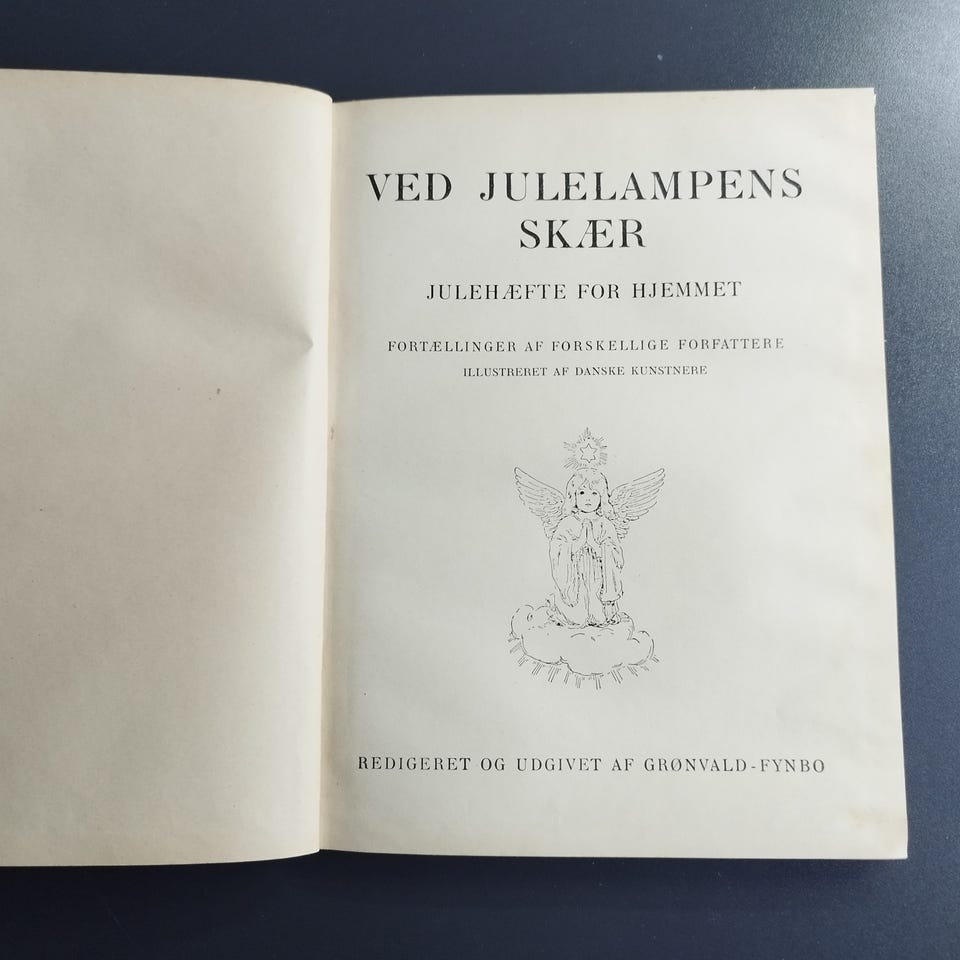 VED JULELAMPENS
SKÆR
JULEHÆFTE FOR HJEMMET
FORTÆLLINGER AF FORSKELLIGE FORFATTERE
ILLUSTRERET AF DANSKE KUNSTNERE
REDIGERET OG UDGIVET AF GRØNVALD-FYNBO